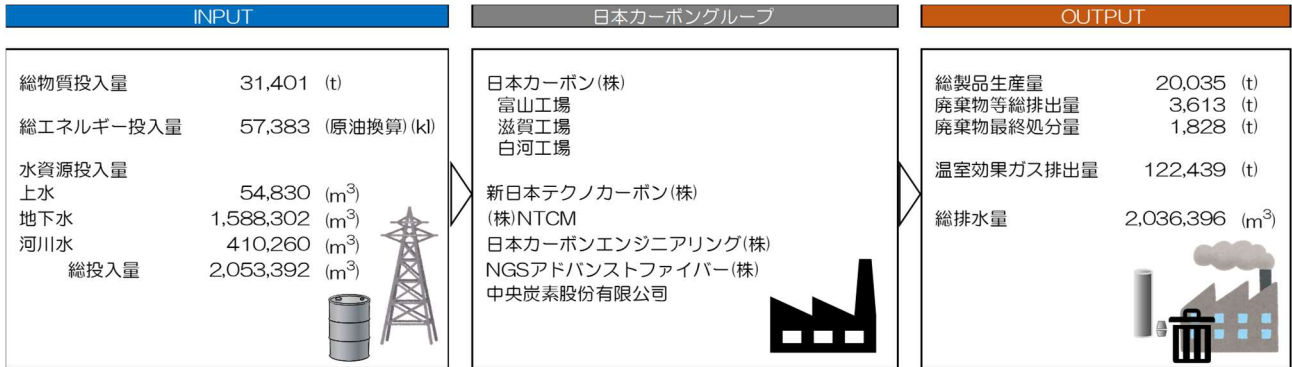 INPUT
総物質投入量 31,401 (t)
総エネルギー投入量 57,383 (原油換算)(kl)
水資源投入量
上水 54,830 (m³)
地下水 1,588,302 (m³)
河川水 410,260 (m³)
総投入量 2,053,392 (m³)
日本カーボングループ
日本カーボン(株)
富山工場
滋賀工場
白河工場
新日本テクノカーボン(株)
(株)NTCM
日本カーボンエンジニアリング(株)
NGSアドバンストファイバー(株)
中央炭素股份有限公司
OUTPUT
総製品生産量 20,035 (t)
廃棄物等総排出量 3,613 (t)
廃棄物最終処分量 1,828 (t)
温室効果ガス排出量 122,439 (t)
総排水量 2,036,396 (m³)